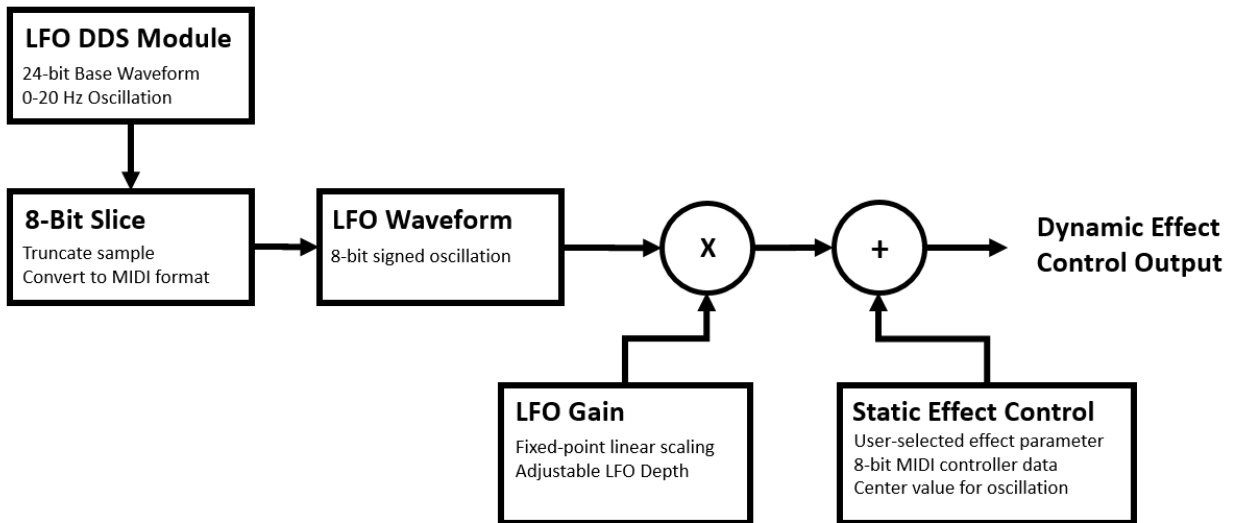 LFO DDS Module
24-bit Base Waveform
0-20 Hz Oscillation
8-Bit Slice
Truncate sample
Convert to MIDI format
LFO Waveform
8-bit signed oscillation
X
+
Dynamic Effect
Control Output
LFO Gain
Fixed-point linear scaling
Adjustable LFO Depth
Static Effect Control
User-selected effect parameter
8-bit MIDI controller data
Center value for oscillation